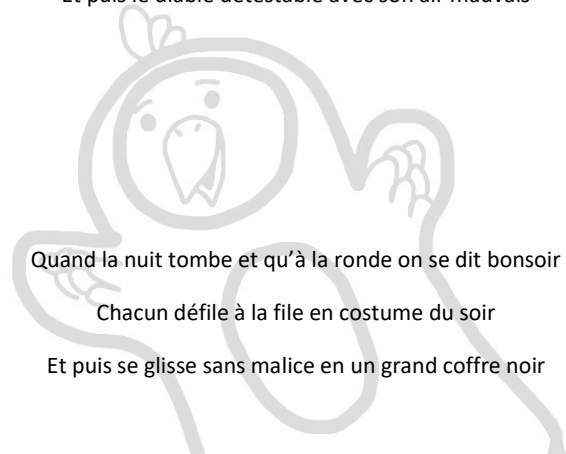 Et puis le diable détestable avec son air mauvais
Quand la nuit tombe et qu’à la ronde on se dit bonsoir
Chacun défile à la file en costume du soir
Et puis se glisse sans malice en un grand coffre noir